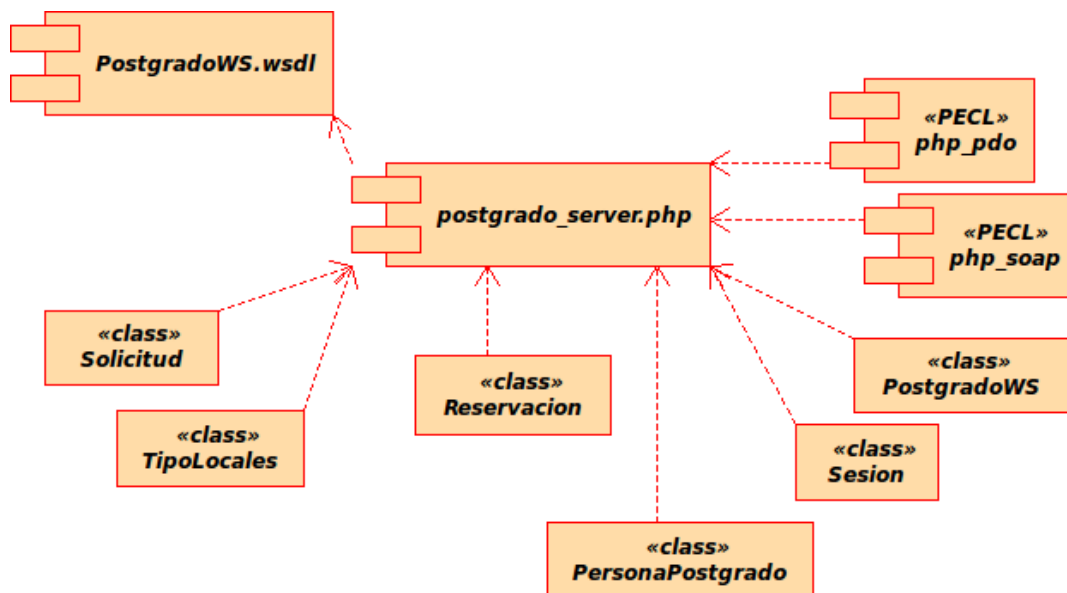 PostgradoWS.wsdl
«PECL»
php_pdo
postgrado_server.php
«PECL»
php_soap
«class»
Solicitud
«class»
TipoLocales
«class»
Reservacion
«class»
PostgradoWS
«class»
Sesion
«class»
PersonaPostgrado